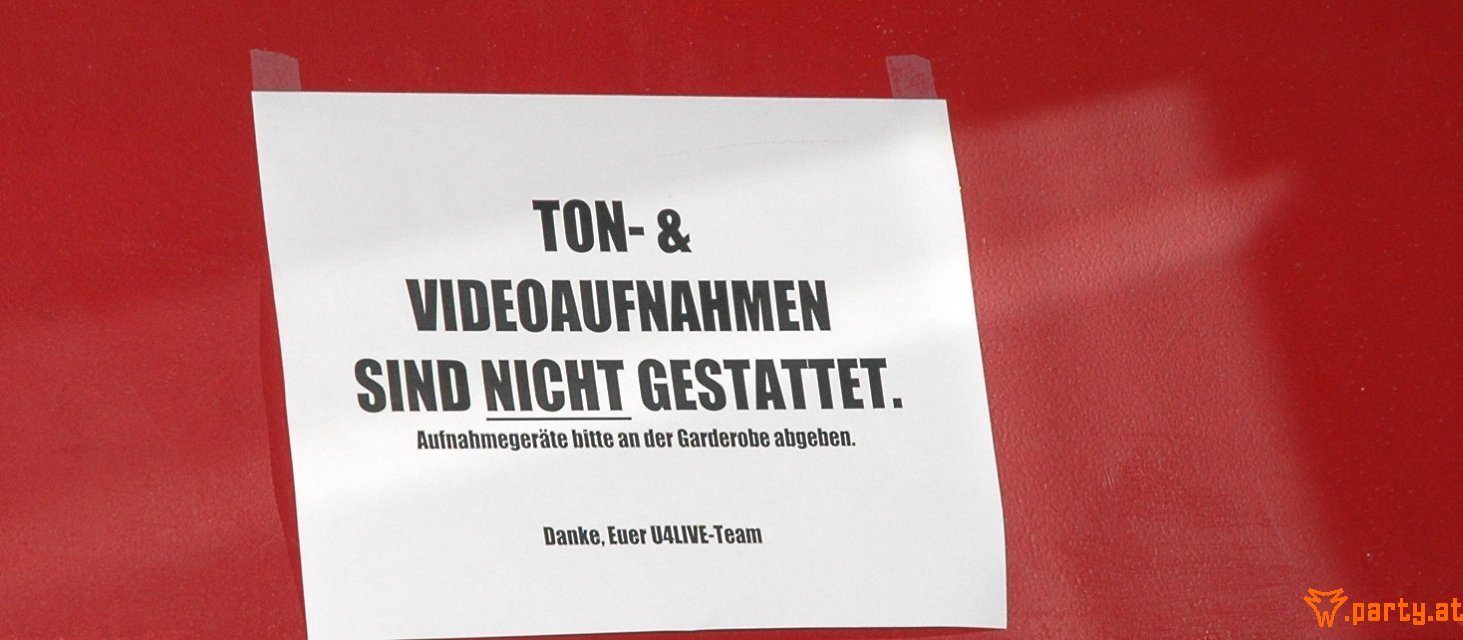 TON- &
VIDEOAUFNAHMEN
SIND NICHT GESTATTET.
Aufnahmegeräte bitte an der Garderobe abgeben.
Danke, Euer U4LIVE-Team
.party.at